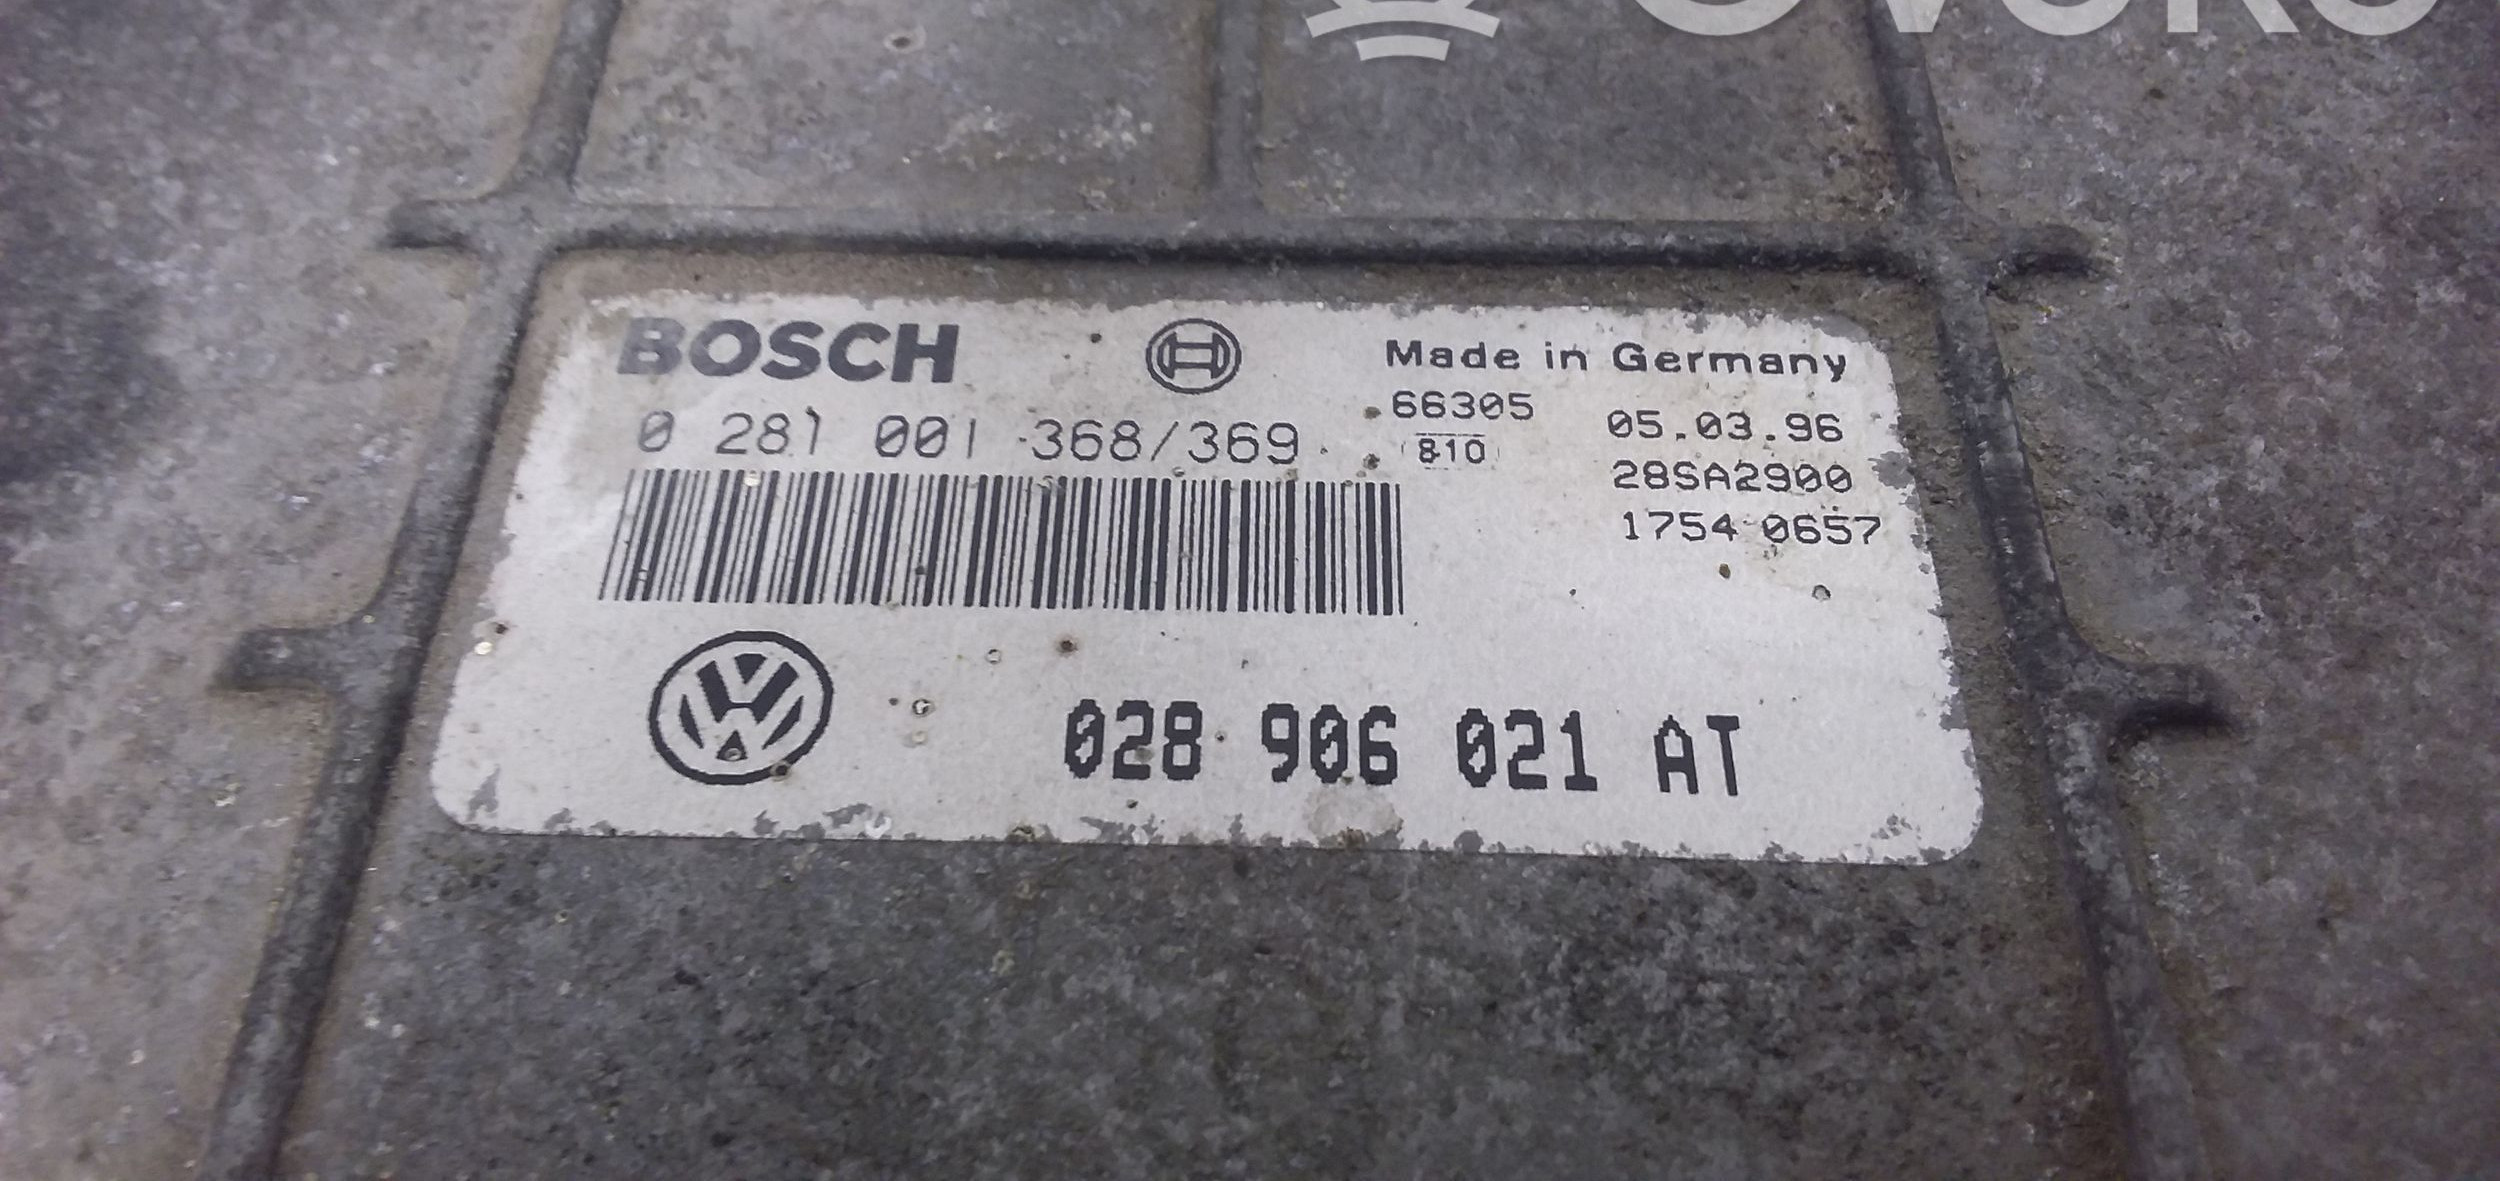 BOSCH
Made in Germany
0 281 001 368/369
66305
810
05.03.96
28SA2900
1754 0657
028 906 021 AT